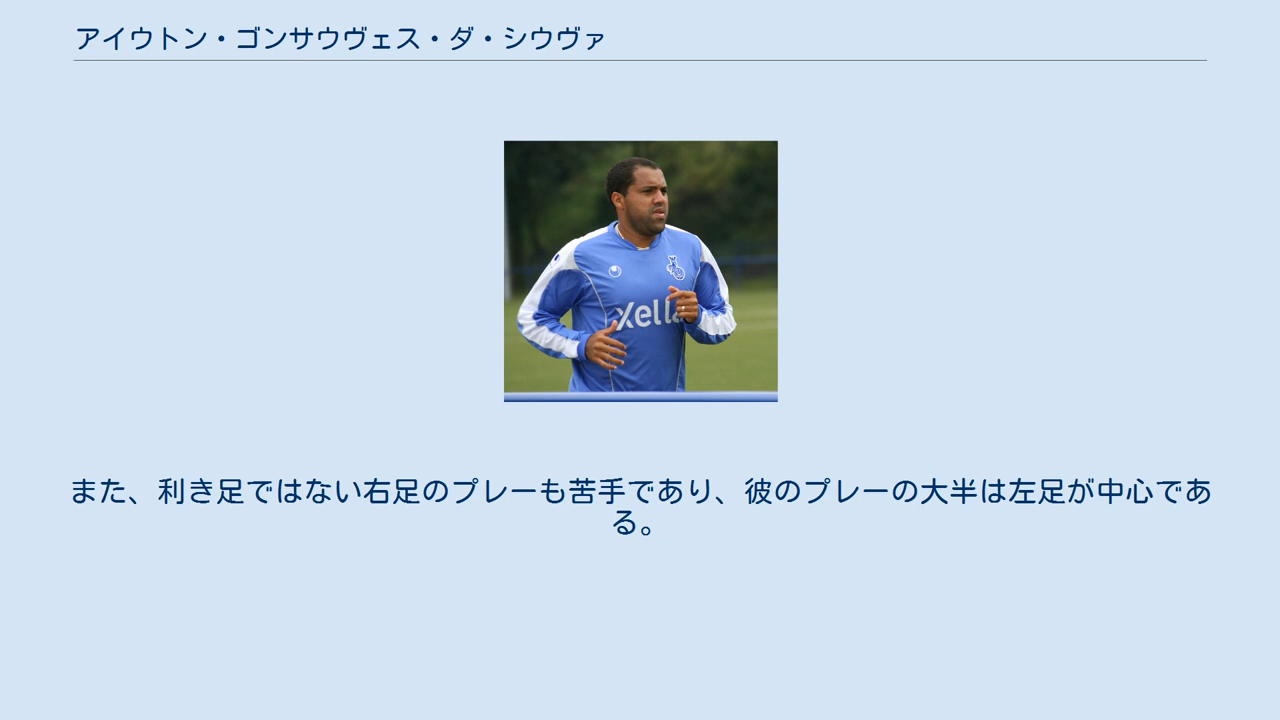 アイウトン・ゴンサウヴェス・ダ・シウヴァ
Xella
また、利き足ではない右足のプレーも苦手であり、彼のプレーの大半は左足が中心であ
る。